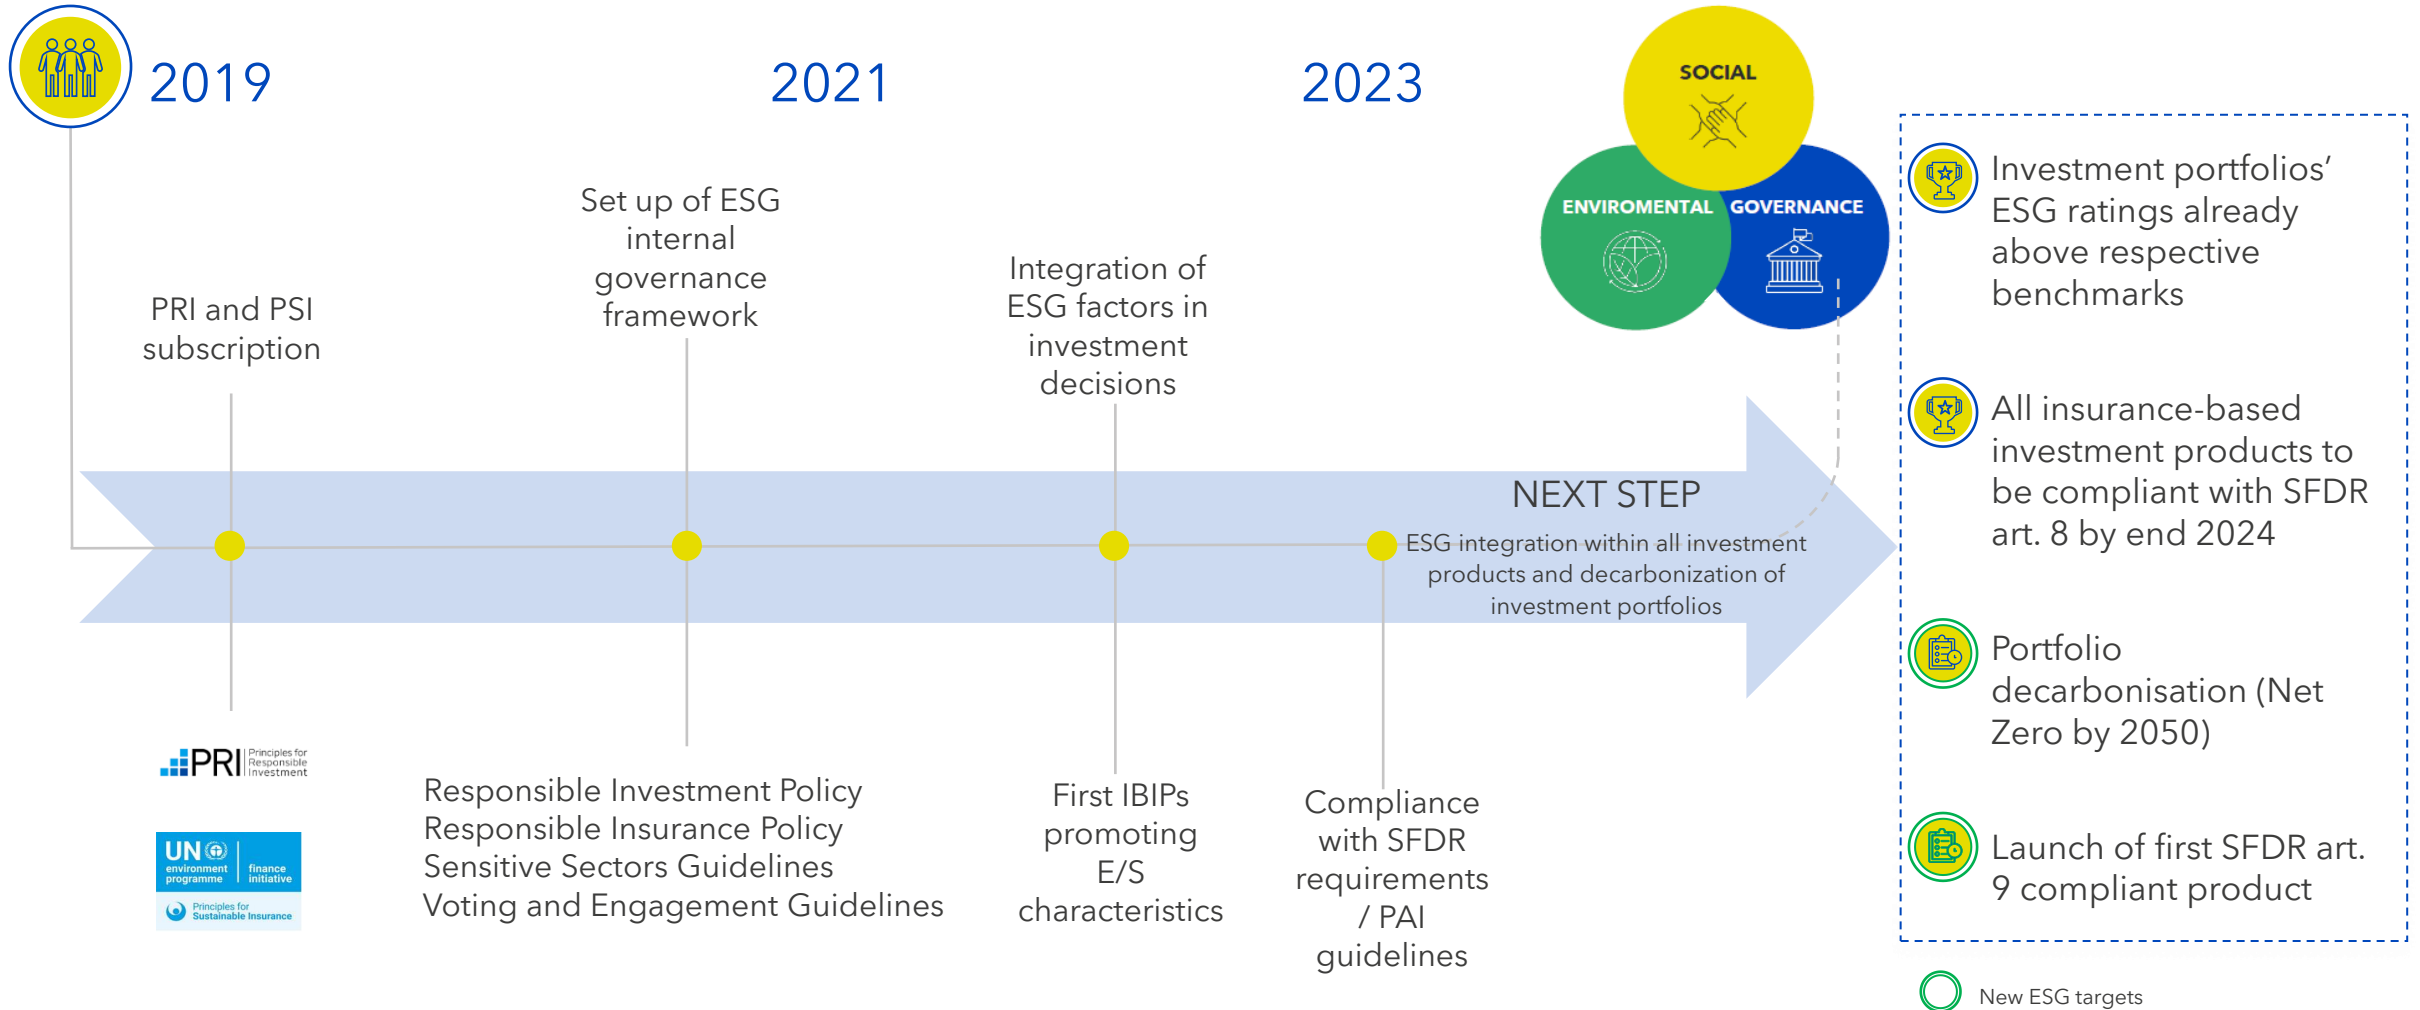 2019
2021
2023
PRI and PSI
subscription
Set up of ESG
internal
governance
framework
Integration of
ESG factors in
investment
decisions
SOCIAL
ENVIROMENTAL
GOVERNANCE
NEXT STEP
ESG integration within all investment
products and decarbonization of
investment portfolios
PRI
Principles for
Responsible
Investment
UN
environment
programme
finance
initiative
Principles for
Sustainable Insurance
Responsible Investment Policy
Responsible Insurance Policy
Sensitive Sectors Guidelines
Voting and Engagement Guidelines
First IBIPs
promoting
E/S
characteristics
Compliance
with SFDR
requirements
/ PAI
guidelines
Investment portfolios’
ESG ratings already
above respective
benchmarks
All insurance-based
investment products to
be compliant with SFDR
art. 8 by end 2024
Portfolio
decarbonisation (Net
Zero by 2050)
Launch of first SFDR art.
9 compliant product
New ESG targets